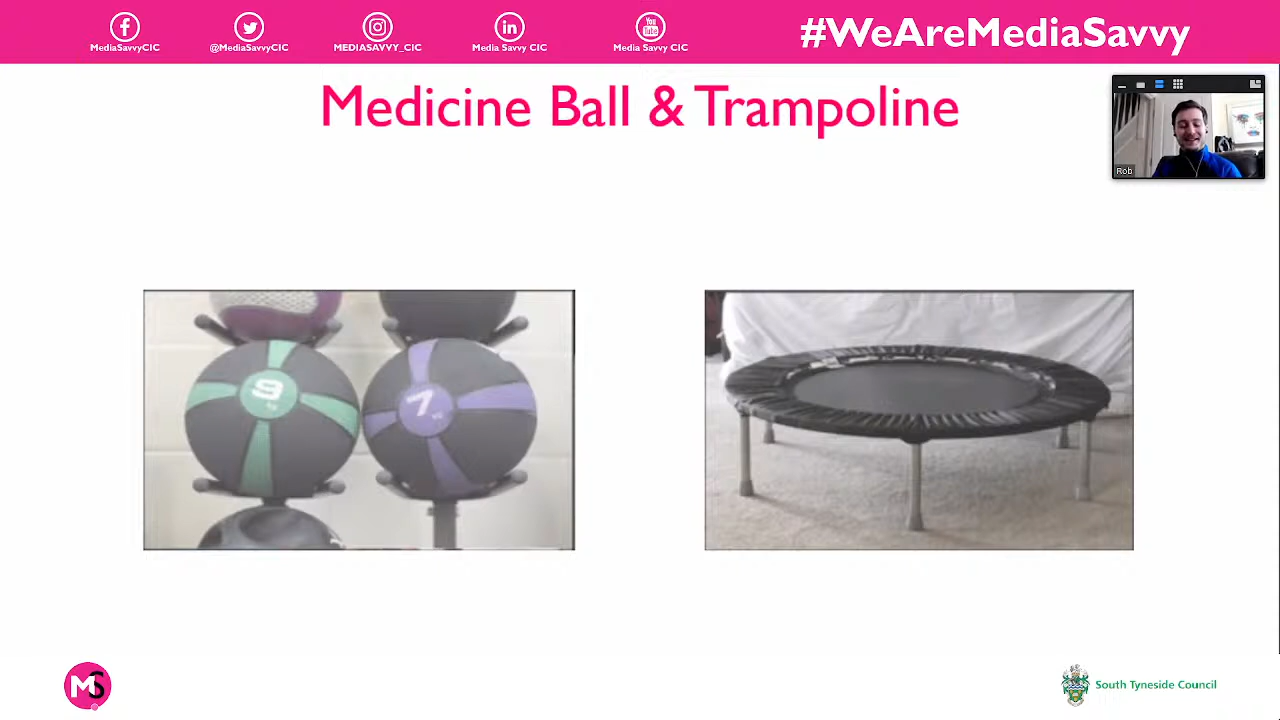 MediaSavvyCIC
@MediaSavvyCIC
MEDIASAVVY_CIC
Media Savvy CIC
Media Savvy CIC
#WeAreMediaSavvy
Medicine Ball & Trampoline
Rob
9
7
MS
South Tyneside Council